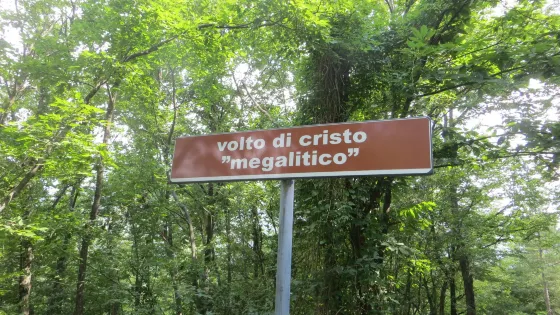 volto di cristo
”megalitico”